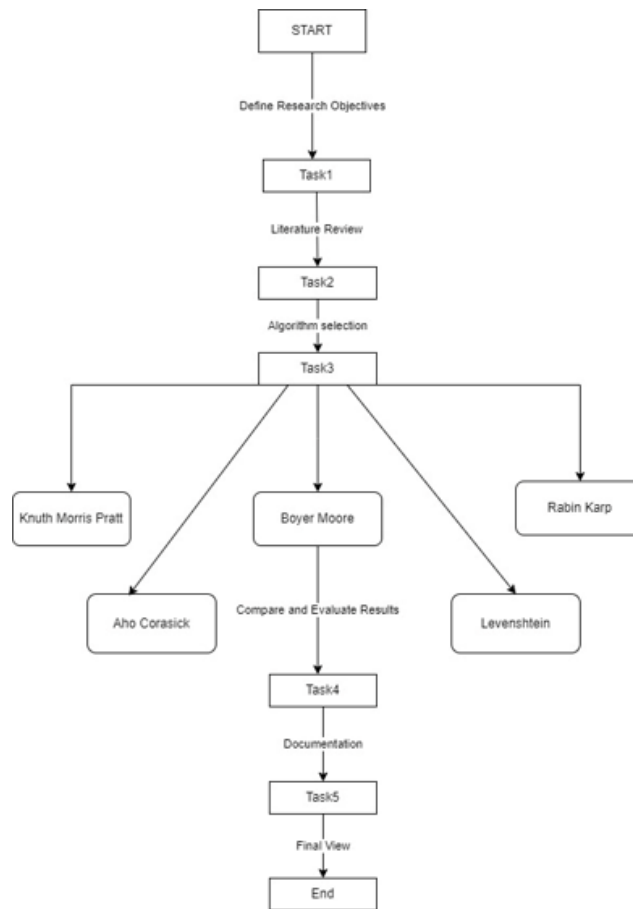 START
Define Research Objectives
Task1
Literature Review
Task2
Algorithm selection
Task3
Knuth Morris Pratt
Boyer Moore
Rabin Karp
Aho Corasick
Compare and Evaluate Results
Levenshtein
Task4
Documentation
Task5
Final View
End